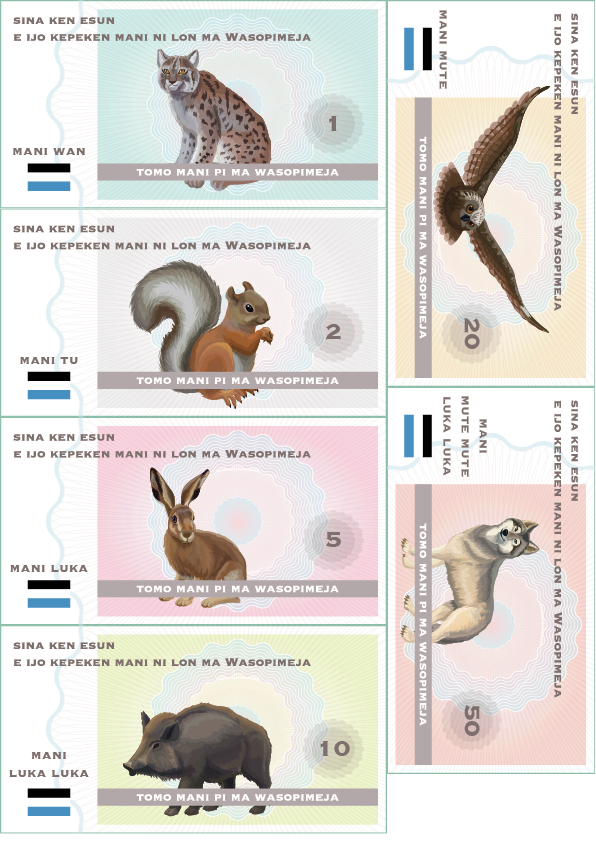 SINA KEN ESUN
E IJO KEPEKEN MANI NI LON MA WASOPIMEJA
1
MANI WAN
TOMO MANI PI MA WASOPIMEJA
SINA KEN ESUN
E IJO KEPEKEN MANI NI LON MA WASOPIMEJA
2
MANI TU
TOMO MANI PI MA WASOPIMEJA
SINA KEN ESUN
E IJO KEPEKEN MANI NI LON MA WASOPIMEJA
5
MANI LUKA
TOMO MANI PI MA WASOPIMEJA
SINA KEN ESUN
E IJO KEPEKEN MANI NI LON MA WASOPIMEJA
10
MANI
LUKA LUKA
TOMO MANI PI MA WASOPIMEJA
SINA KEN ESUN
E IJO KEPEKEN MANI NI LON MA WASOPIMEJA
MANI MUTE
20
TOMO MANI PI MA WASOPIMEJA
SINA KEN ESUN
E IJO KEPEKEN MANI NI LON MA WASOPIMEJA
MANI
MUTE MUTE
LUKA LUKA
50
TOMO MANI PI MA WASOPIMEJA